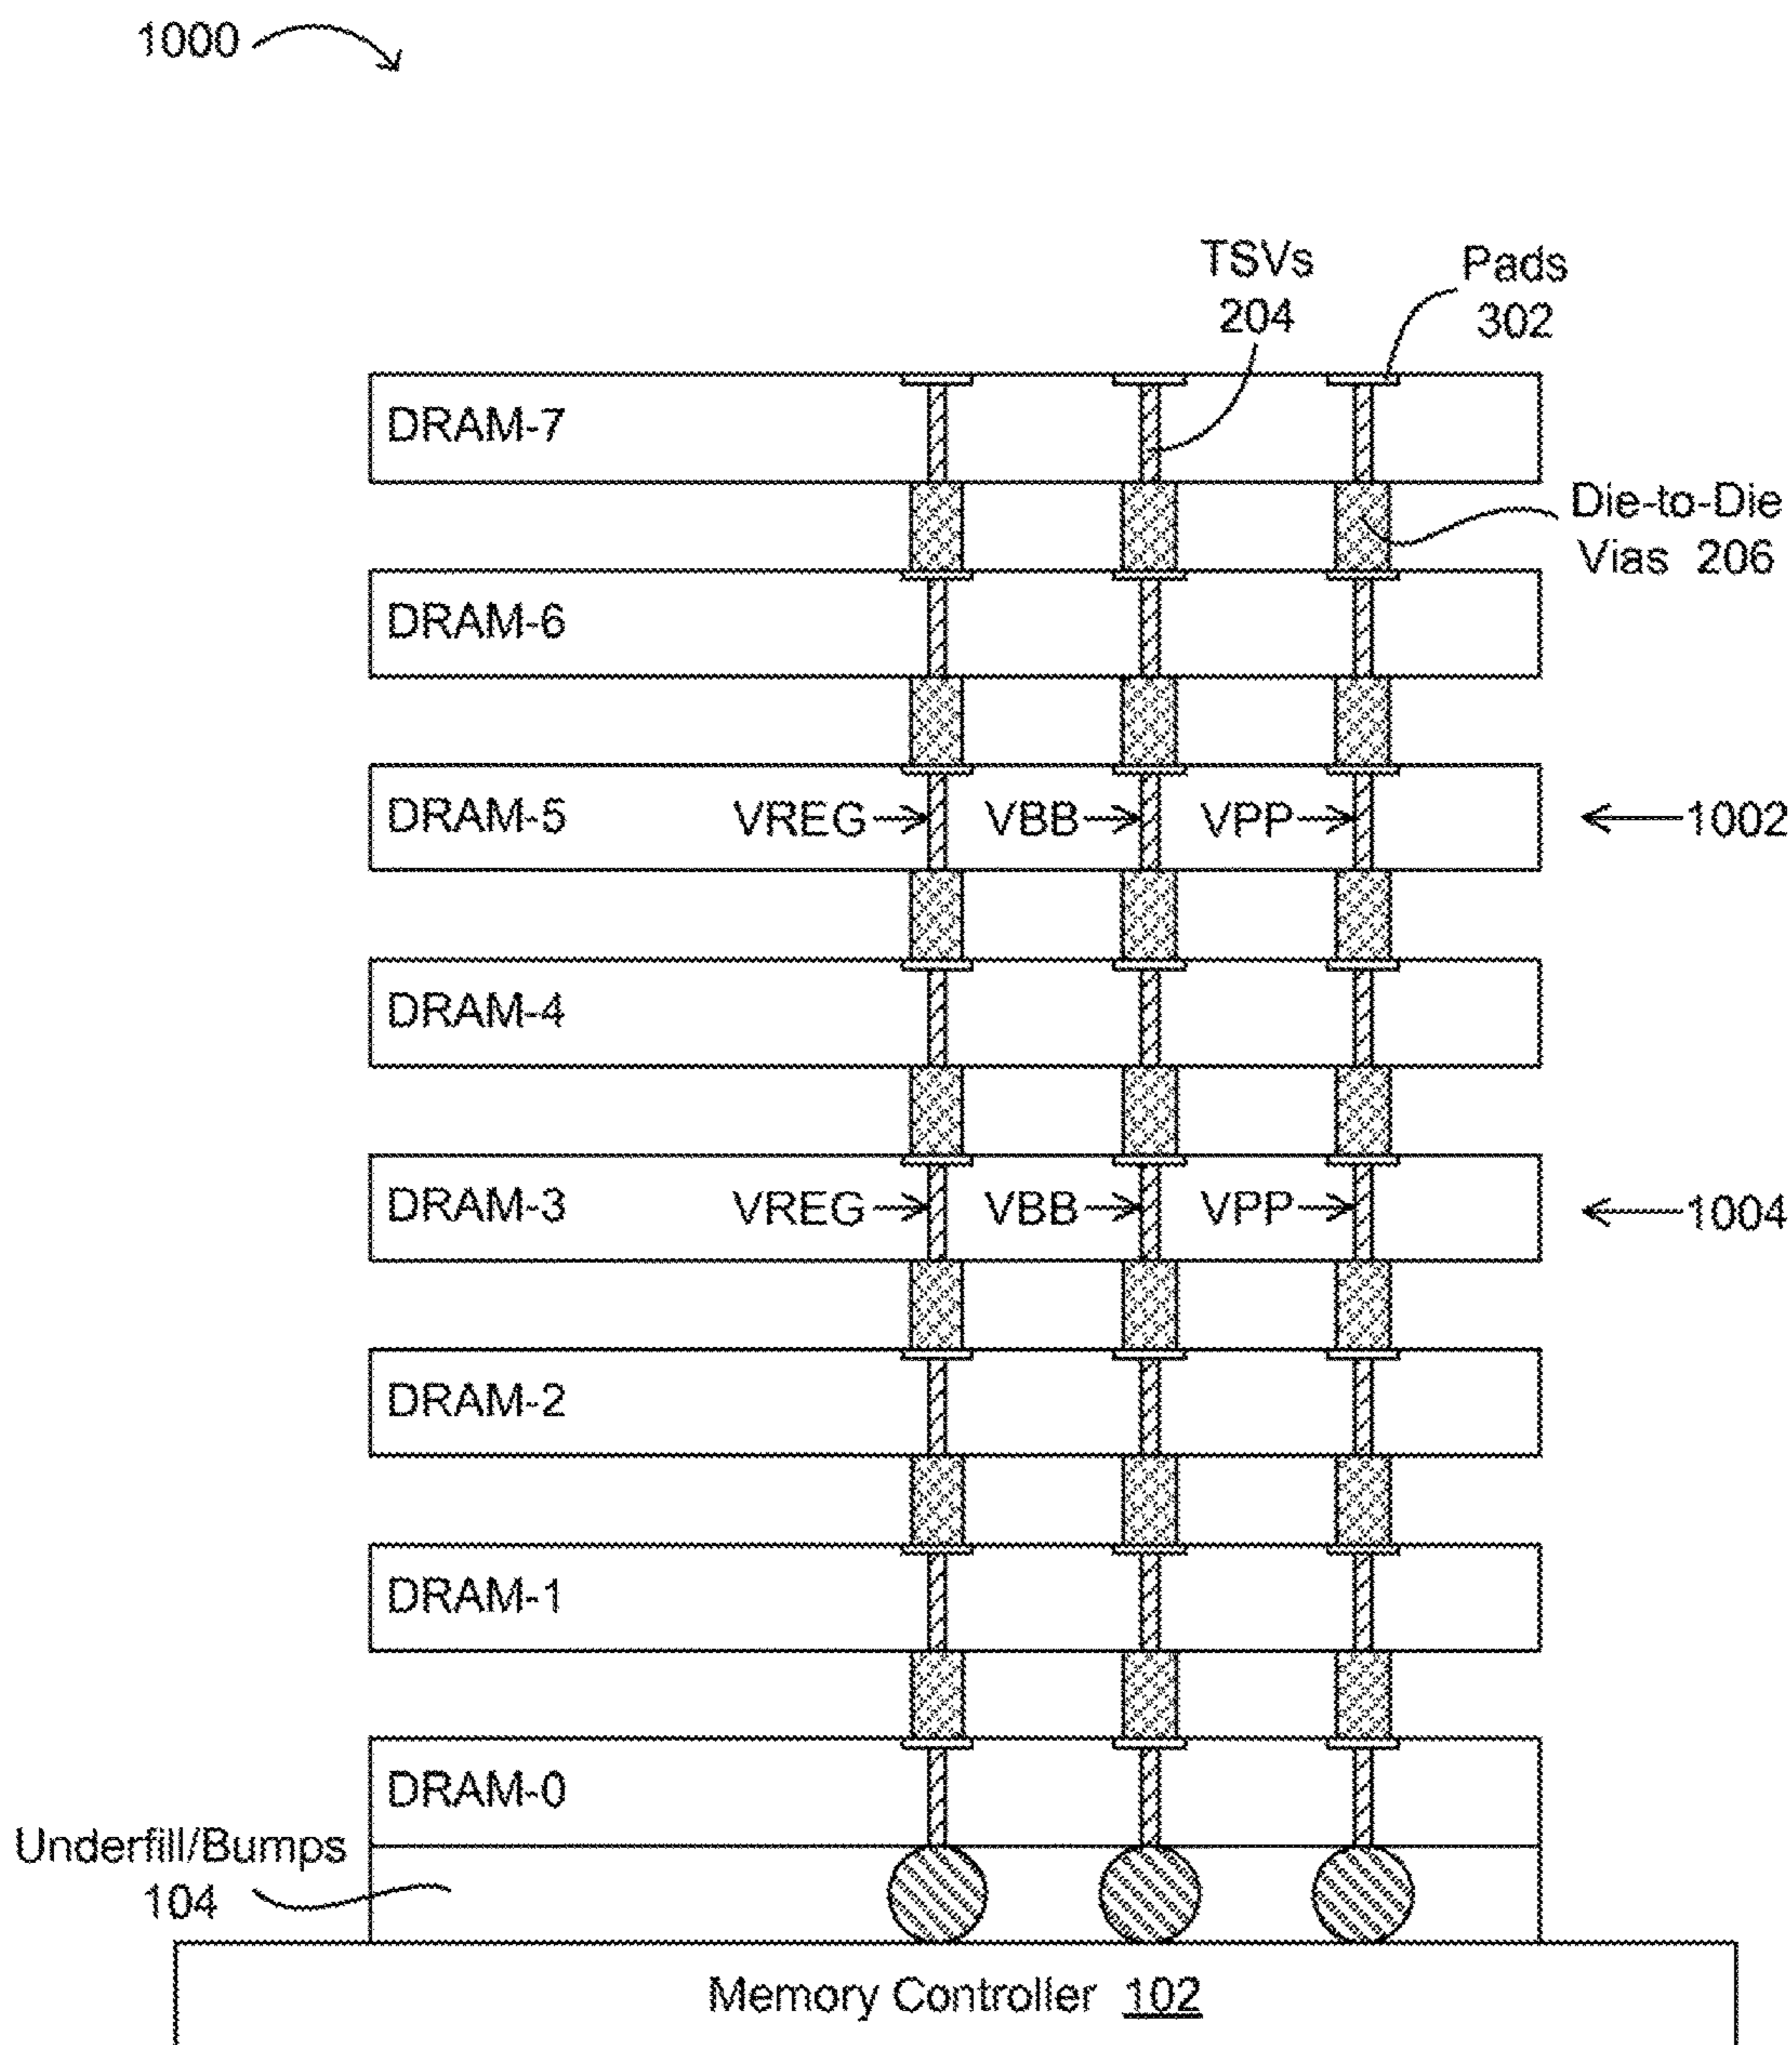 1000
TSVs
204
Pads
302
DRAM-7
Die-to-Die
Vias 206
DRAM-6
DRAM-5 VREG VBB VPP 1002
DRAM-4
DRAM-3 VREG VBB VPP 1004
DRAM-2
DRAM-1
DRAM-0
Underfill/Bumps
104
Memory Controller 102